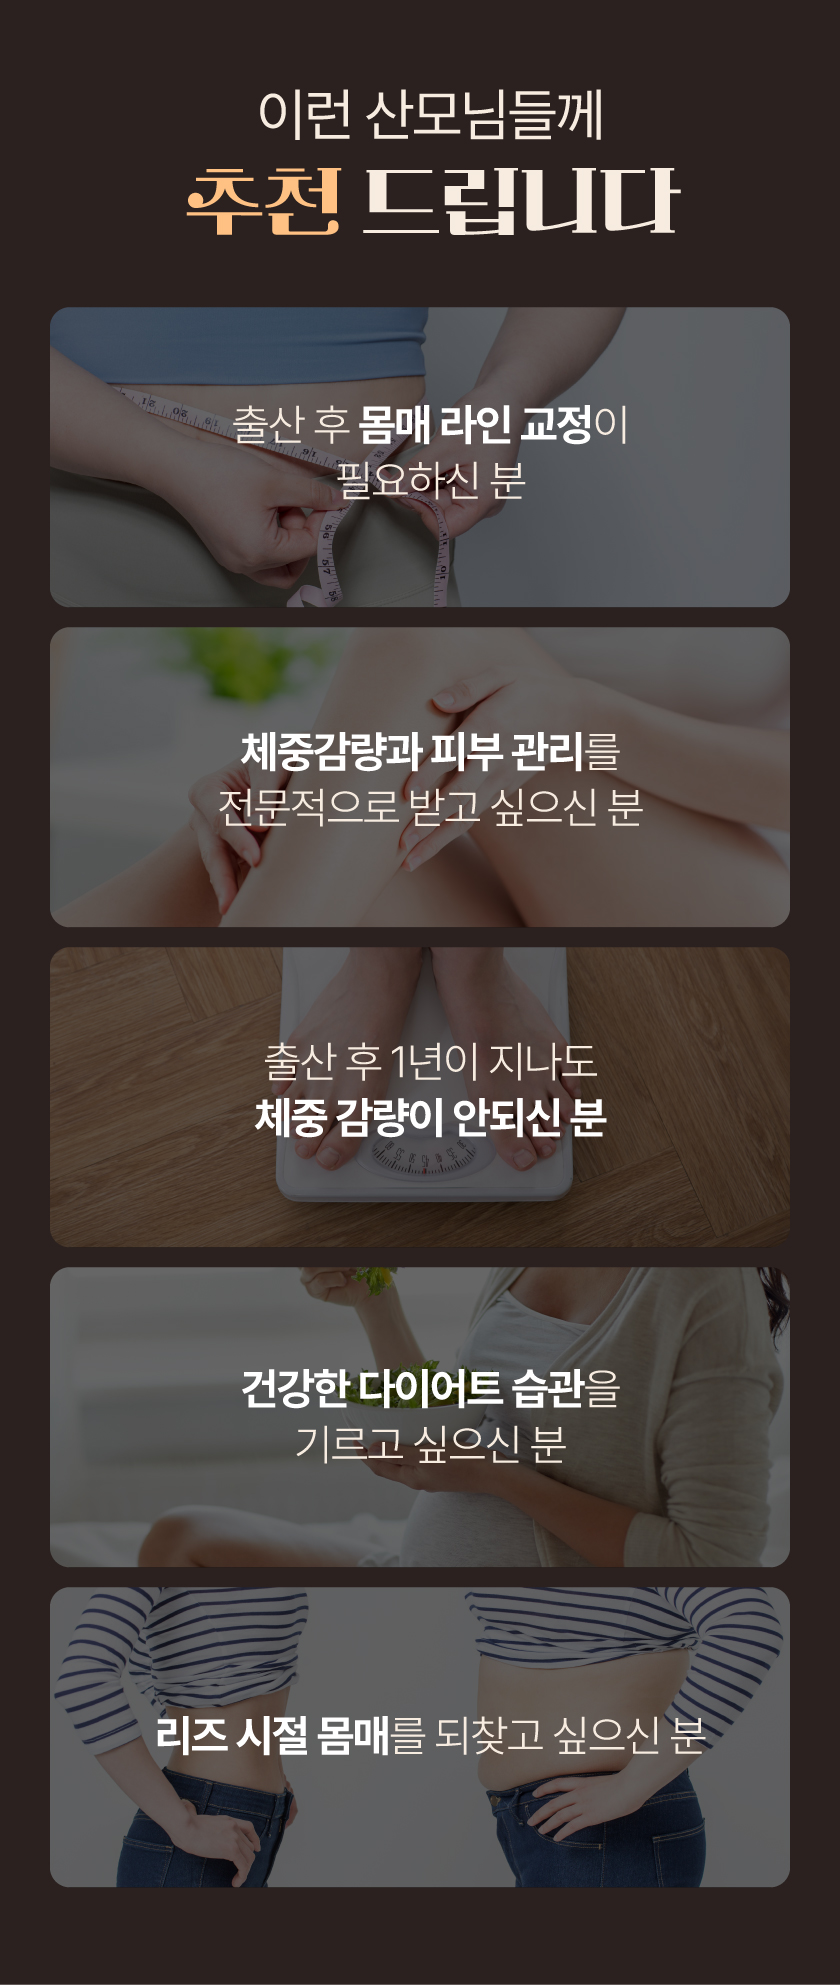 이런 산모님들께
추천 드립니다
출산 후 몸매 라인 교정이
필요하신 분
체중감량과 피부 관리를
전문적으로 받고 싶으신 분
출산 후 1년이 지나도
체중 감량이 안되신 분
건강한 다이어트 습관을
기르고 싶으신 분
리즈 시절 몸매를 되찾고 싶으신 분